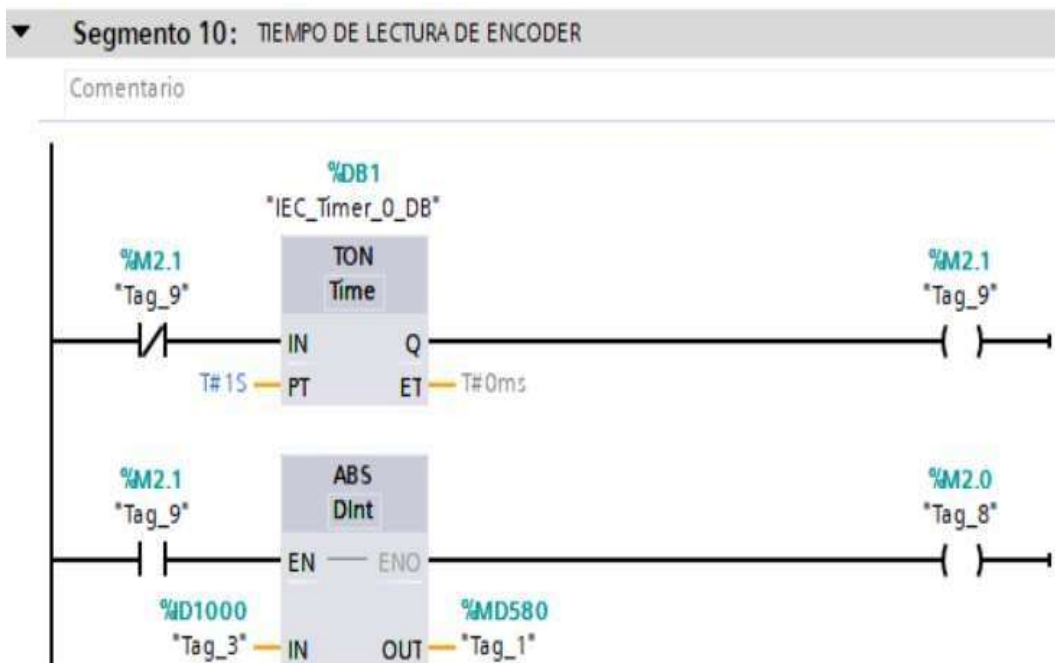 Segmento 10: TIEMPO DE LECTURA DE ENCODER
Comentario
%DB1
"IEC_Timer_0_DB"
%M2.1
"Tag_9"
TON
Time
%M2.1
"Tag_9"
IN
Q
T#1S
PT
ET
T#0ms
%M2.1
"Tag_9"
ABS
DInt
%M2.0
"Tag_8"
EN
ENO
%ID1000
"Tag_3"
IN
OUT
%MD580
"Tag_1"